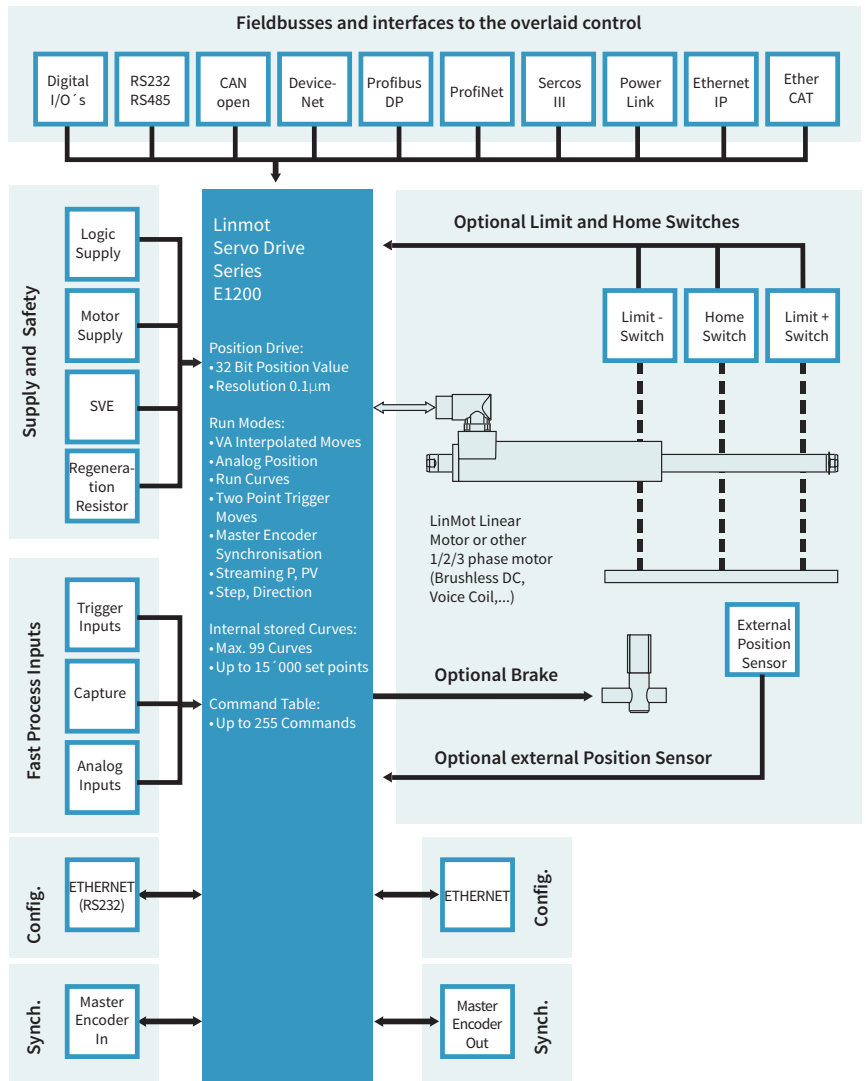 Fieldbusses and interfaces to the overlaid control
Digital
I/O´s
RS232
RS485
CAN
open
Device-
Net
Profibus
DP
ProfiNet
Sercos
III
Power
Link
Ethernet
IP
Ether
CAT
Supply and Safety
Logic
Supply
Motor
Supply
SVE
Regenera-
tion
Resistor
Linmot
Servo Drive
Series
E1200
Position Drive:
• 32 Bit Position Value
• Resolution 0.1µm
Run Modes:
• VA Interpolated Moves
• Analog Position
• Run Curves
• Two Point Trigger
Moves
• Master Encoder
Synchronisation
• Streaming P, PV
• Step, Direction
Internal stored Curves:
• Max. 99 Curves
• Up to 15´000 set points
Command Table:
• Up to 255 Commands
Optional Limit and Home Switches
Limit -
Switch
Home
Switch
Limit +
Switch
LinMot Linear
Motor or other
1/2/3 phase motor
(Brushless DC,
Voice Coil,...)
External
Position
Sensor
Optional Brake
Optional external Position Sensor
Fast Process Inputs
Trigger
Inputs
Capture
Analog
Inputs
Config.
ETHERNET
(RS232)
ETHERNET
Config.
Synch.
Master
Encoder
In
Master
Encoder
Out
Synch.